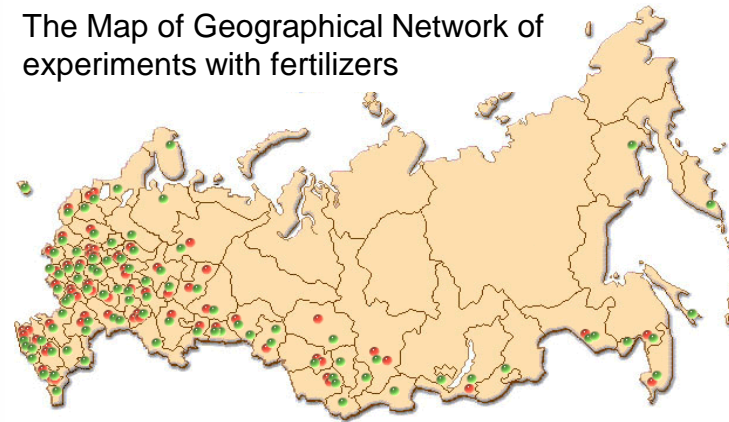 The Map of Geographical Network of
experiments with fertilizers